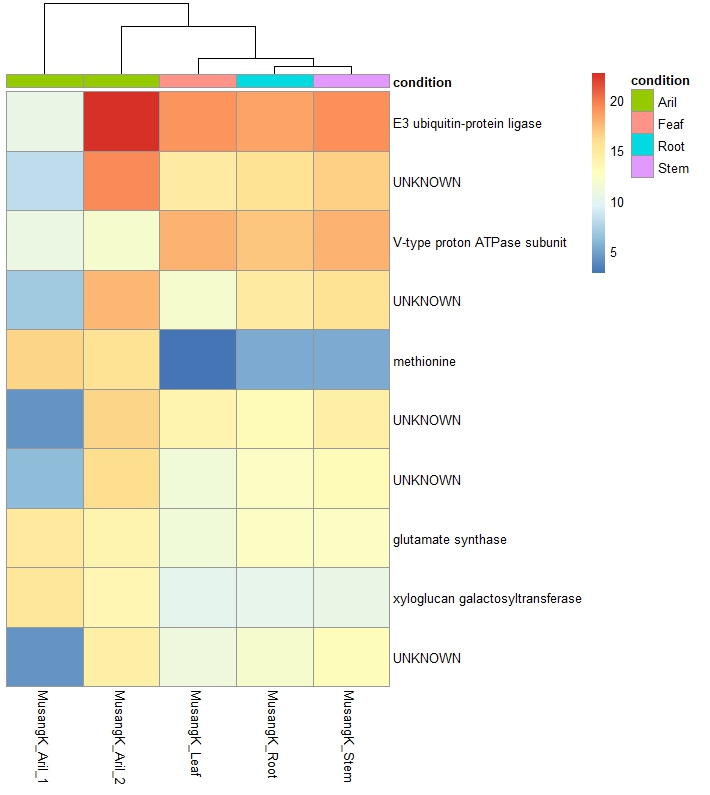 condition
E3 ubiquitin-protein ligase
UNKNOWN
V-type proton ATPase subunit
UNKNOWN
methionine
UNKNOWN
UNKNOWN
glutamate synthase
xyloglucan galactosyltransferase
UNKNOWN
MusangK_Aril_1
MusangK_Aril_2
MusangK_Leaf
MusangK_Root
MusangK_Stem
20
15
10
5
condition
Aril
Feaf
Root
Stem